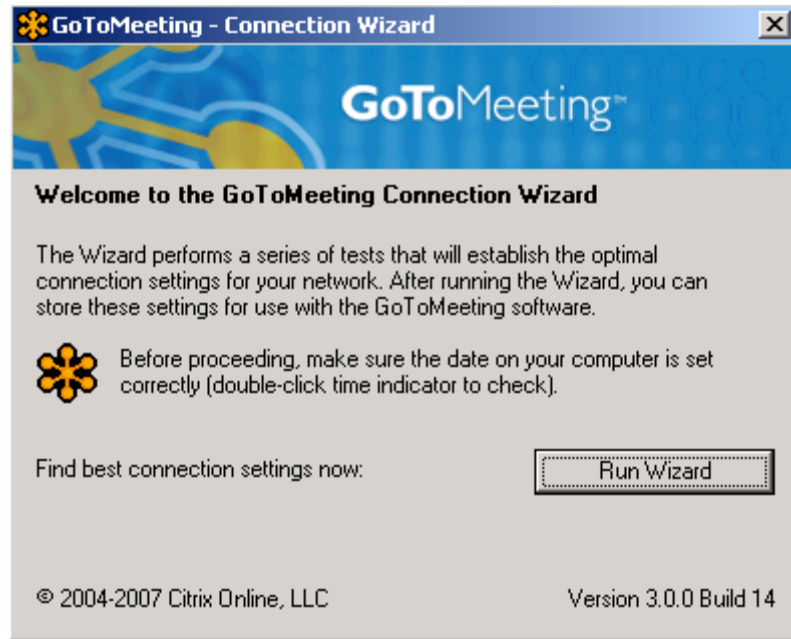 GoToMeeting - Connection Wizard
GoToMeeting™
Welcome to the GoToMeeting Connection Wizard
The Wizard performs a series of tests that will establish the optimal
connection settings for your network. After running the Wizard, you can
store these settings for use with the GoToMeeting software.
Before proceeding, make sure the date on your computer is set
correctly (double-click time indicator to check).
Find best connection settings now:
Run Wizard
© 2004-2007 Citrix Online, LLC
Version 3.0.0 Build 14